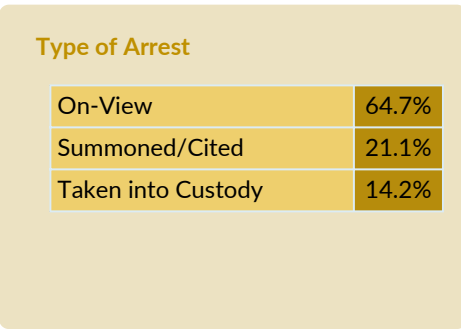 Type of Arrest
On-View 64.7%
Summoned/Cited 21.1%
Taken into Custody 14.2%